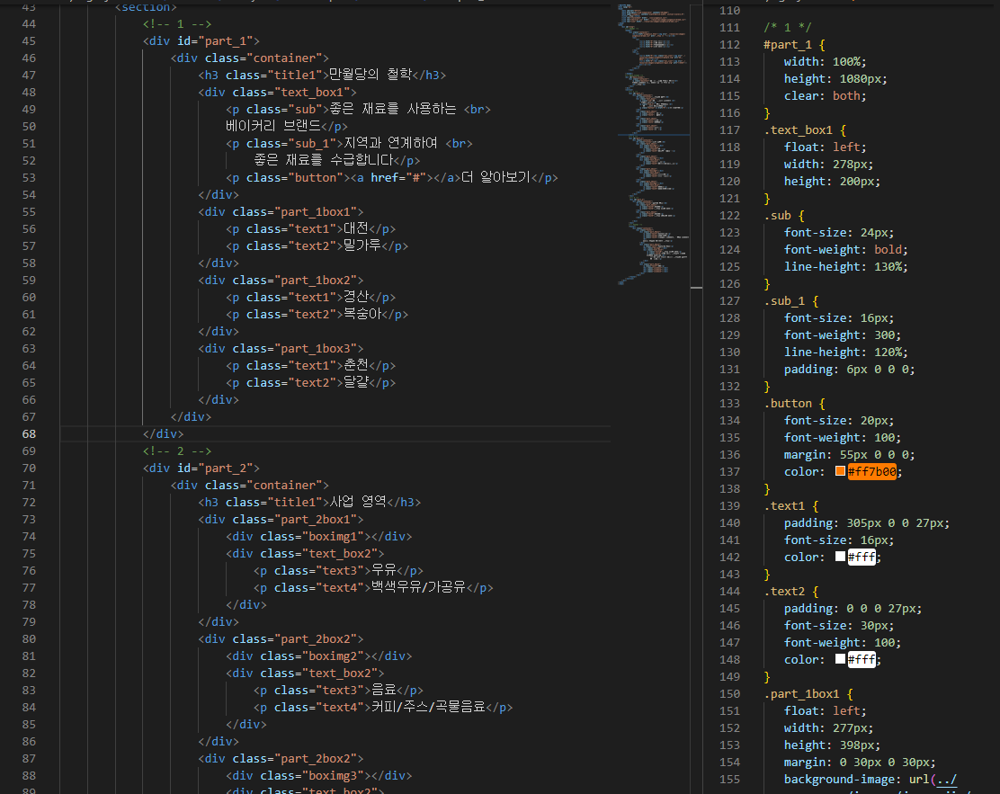 43 <section>
44 <!-- 1 -->
45 <div id="part_1">
46 <div class="container">
47 <h3 class="title1">만월당의 철학</h3>
48 <div class="text_box1">
49 <p class="sub">좋은 재료를 사용하는 <br>
50 베이커리 브랜드</p>
51 <p class="sub_1">지역과 연계하여 <br>
52 좋은 재료를 수급합니다</p>
53 <p class="button"><a href="#"></a>더 알아보기</p>
54 </div>
55 <div class="part_1box1">
56 <p class="text1">대전</p>
57 <p class="text2">밀가루</p>
58 </div>
59 <div class="part_1box2">
60 <p class="text1">경산</p>
61 <p class="text2">복숭아</p>
62 </div>
63 <div class="part_1box3">
64 <p class="text1">춘천</p>
65 <p class="text2">달걀</p>
66 </div>
67 </div>
68 </div>
69 <!-- 2 -->
70 <div id="part_2">
71 <div class="container">
72 <h3 class="title1">사업 영역</h3>
73 <div class="part_2box1">
74 <div class="boximg1"></div>
75 <div class="text_box2">
76 <p class="text3">우유</p>
77 <p class="text4">백색우유/가공유</p>
78 </div>
79 </div>
80 <div class="part_2box2">
81 <div class="boximg2"></div>
82 <div class="text_box2">
83 <p class="text3">음료</p>
84 <p class="text4">커피/주스/곡물음료</p>
85 </div>
86 </div>
87 <div class="part_2box2">
88 <div class="boximg3"></div>
89 <div class="text_box2">
110
111 /* 1 */
112 #part_1 {
113 width: 100%;
114 height: 1080px;
115 clear: both;
116 }
117 .text_box1 {
118 float: left;
119 width: 278px;
120 height: 200px;
121 }
122 .sub {
123 font-size: 24px;
124 font-weight: bold;
125 line-height: 130%;
126 }
127 .sub_1 {
128 font-size: 16px;
129 font-weight: 300;
130 line-height: 120%;
131 padding: 6px 0 0 0;
132 }
133 .button {
134 font-size: 20px;
135 font-weight: 100;
136 margin: 55px 0 0 0;
137 color: #ff7b00;
138 }
139 .text1 {
140 padding: 305px 0 0 27px;
141 font-size: 16px;
142 color: #fff;
143 }
144 .text2 {
145 padding: 0 0 0 27px;
146 font-size: 30px;
147 font-weight: 100;
148 color: #fff;
149 }
150 .part_1box1 {
151 float: left;
152 width: 277px;
153 height: 398px;
154 margin: 0 30px 0 30px;
155 background-image: url(../